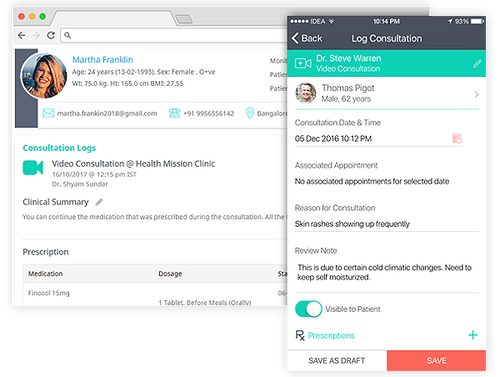 Martha Franklin
Age: 24 years (13-02-1993), Sex: Female , O+ve
Wt: 75.0 kg, Ht: 165.0 cm BMI: 27.55
Monit
Patie
Patie
martha.franklin2018@gmail.com
+91 9956556142
Bangalore
Consultation Logs
Video Consultation @ Health Mission Clinic
16/10/2017 @ 12:15 pm IST
Dr. Shyam Sundar
Clinical Summary
You can continue the medication that was prescribed during the consultation. All the l
Prescription
Medication Dosage Sta
Finocol 15mg 06-
1 Tablet, Before Meals (Orally)
IDEA 10:14 PM 93%
Back Log Consultation
Dr. Steve Warren
Video Consultation
Thomas Pigot
Male, 62 years
Consultation Date & Time
05 Dec 2016 10:12 PM
Associated Appointment
No associated appointments for selected date
Reason for Consultation
Skin rashes showing up frequently
Review Note
This is due to certain cold climatic changes. Need to
keep self moisturized.
Visible to Patient
Rx Prescriptions +
SAVE AS DRAFT SAVE